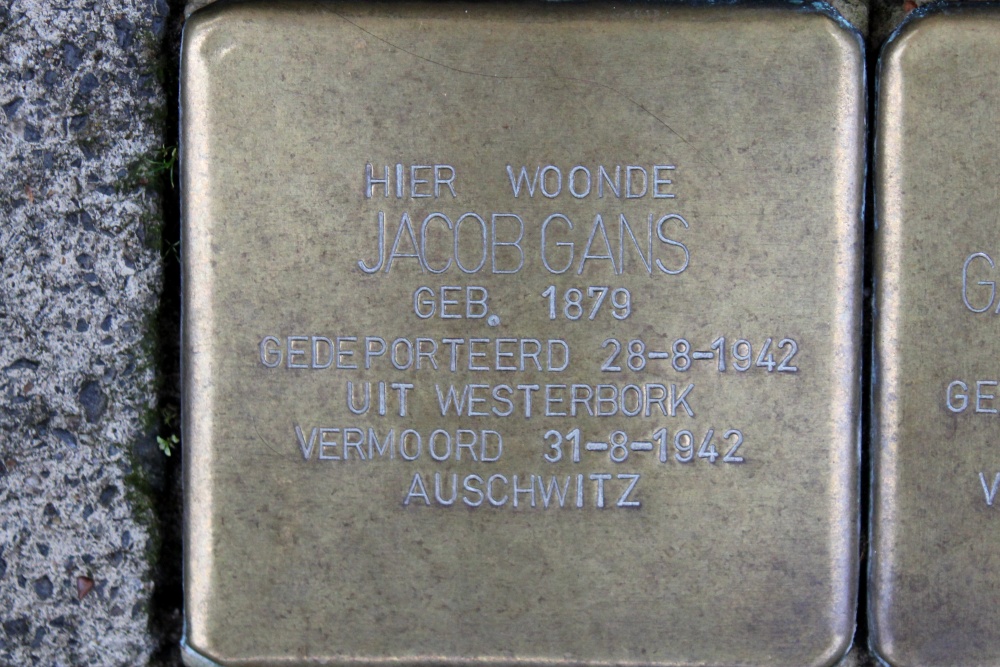 HIER WOONDE
JACOB GANS
GEB. 1879
GEDEPORTEERD 28-8-1942
UIT WESTERBORK
VERMOORD 31-8-1942
AUSCHWITZ